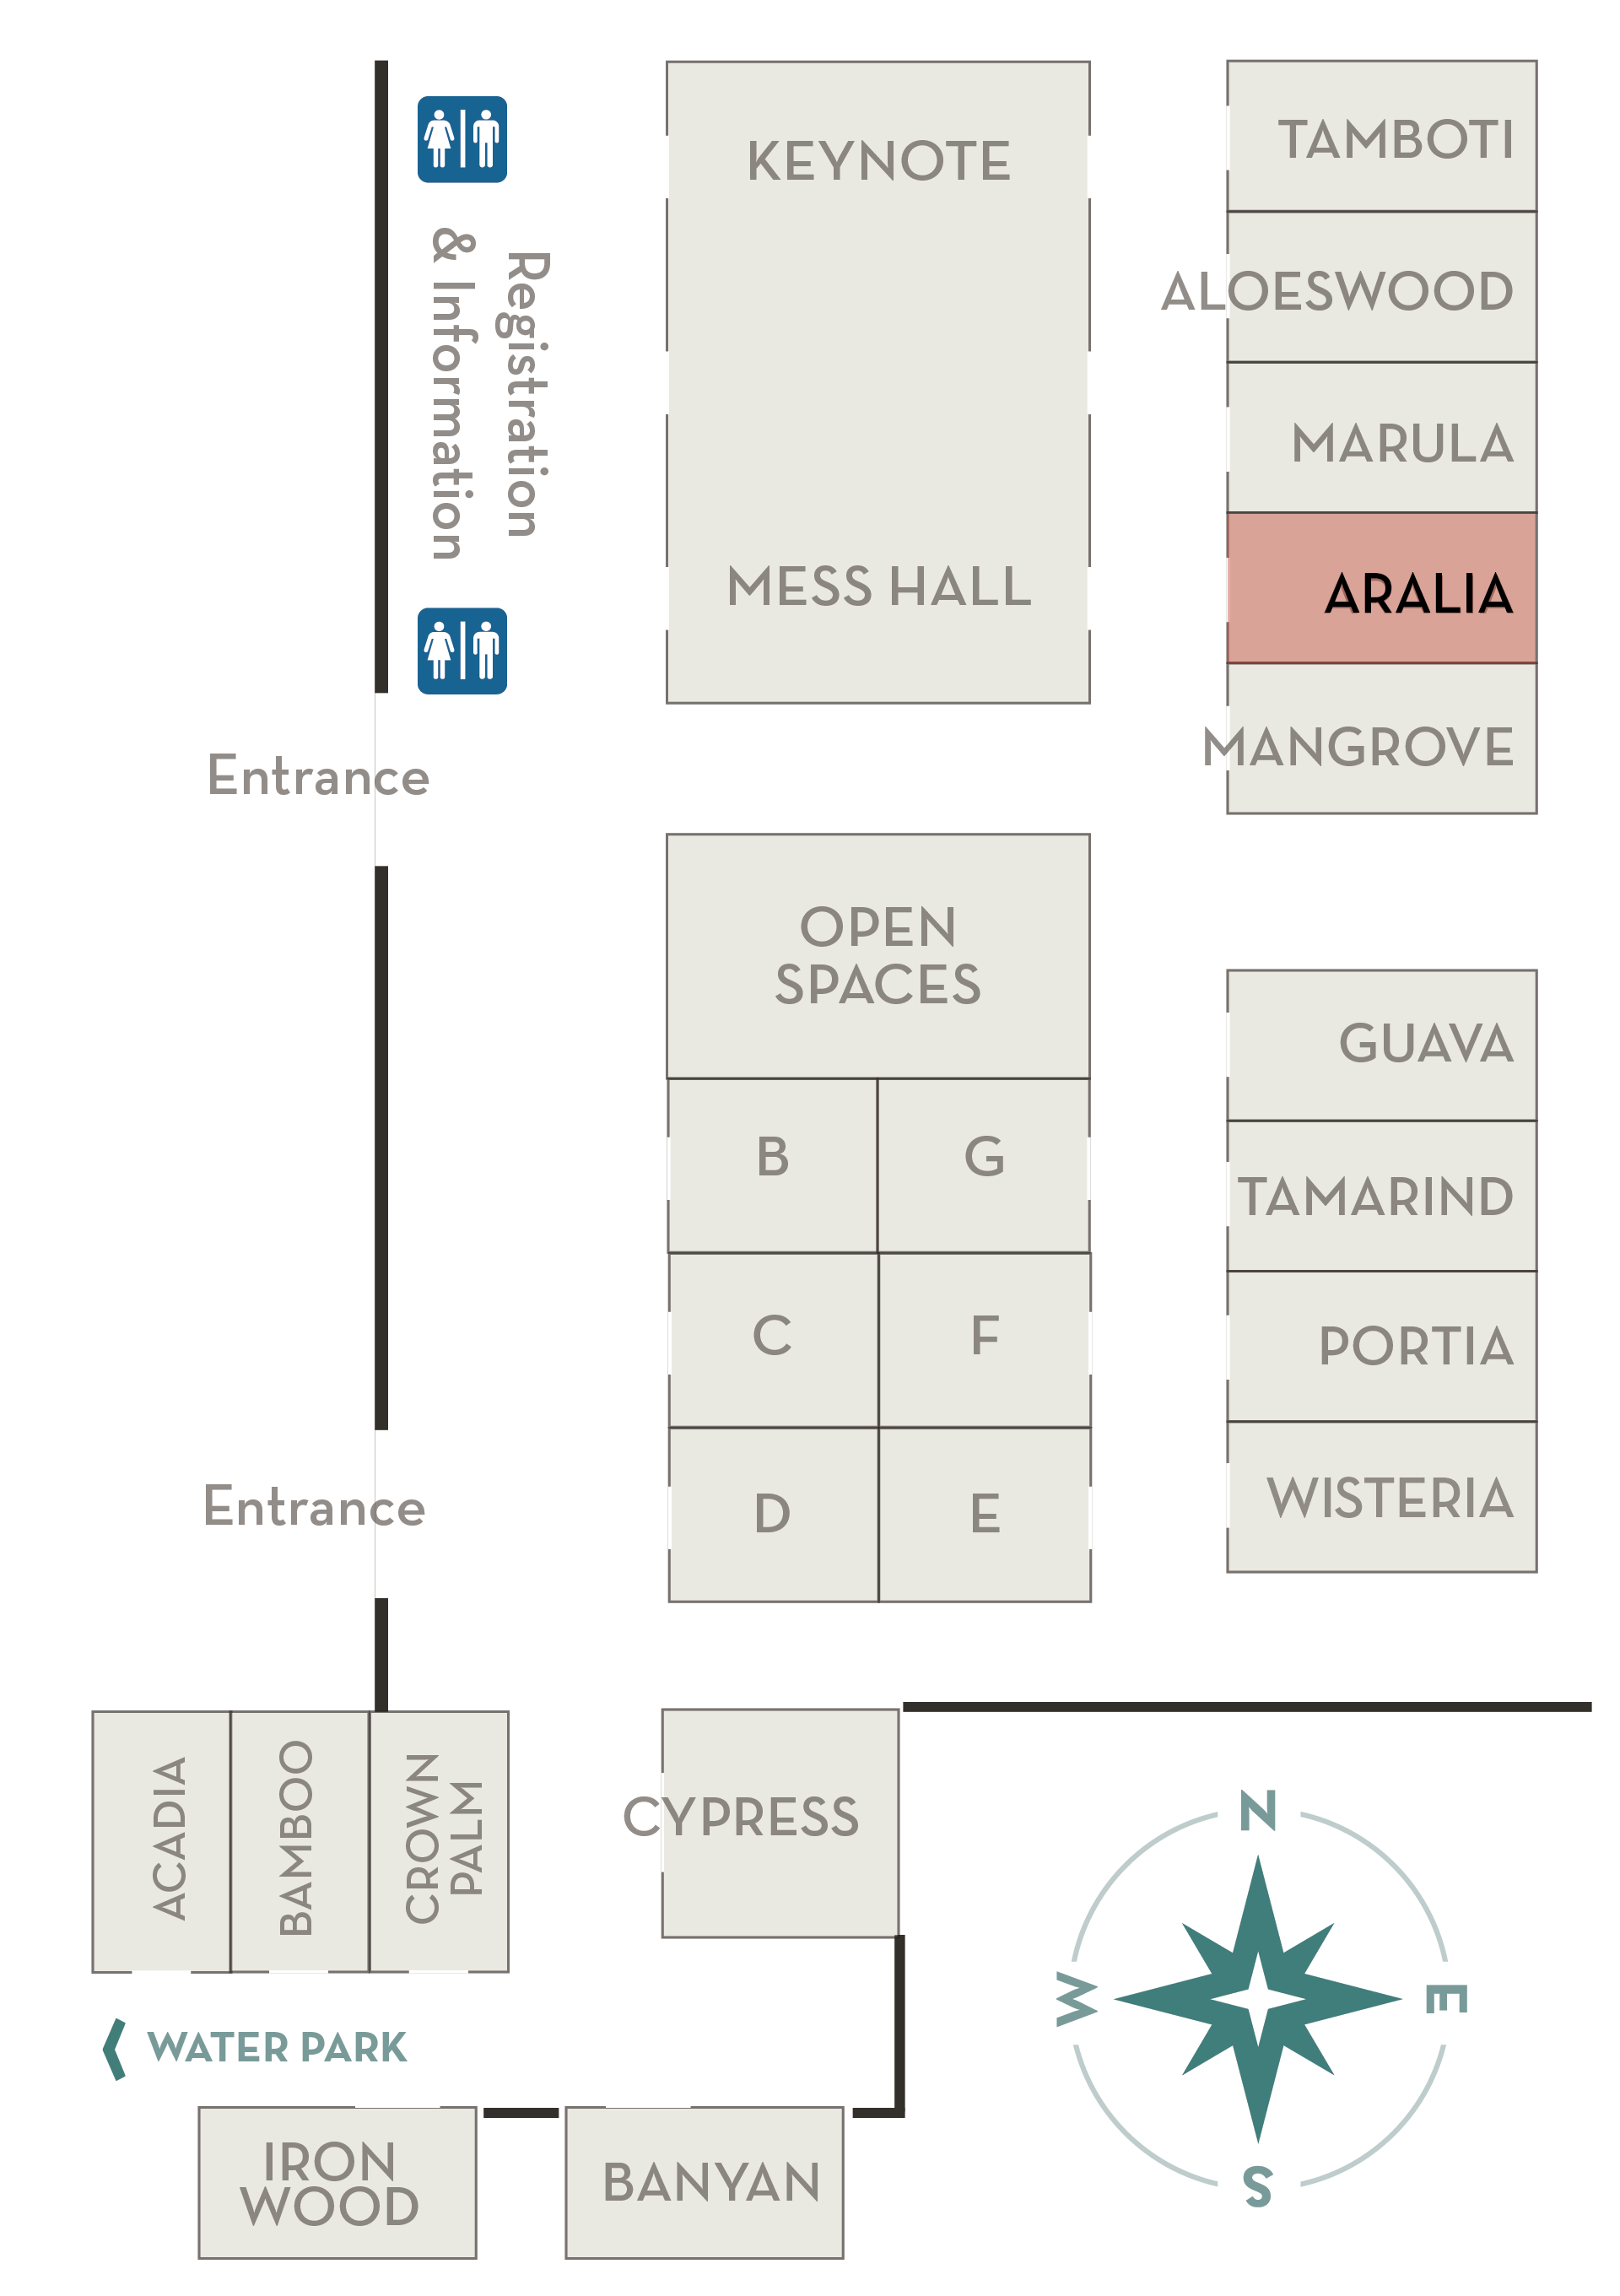 KEYNOTE
MESS HALL
TAMBOTI
ALOESWOOD
MARULA
ARALIA
MANGROVE
Registration
& Information
Entrance
OPEN
SPACES
B
G
C
F
D
E
GUAVA
TAMARIND
PORTIA
WISTERIA
Entrance
ACADIA
BAMBOO
CROWN
PALM
CYPRESS
WATER PARK
IRON
WOOD
BANYAN
N
W
E
S